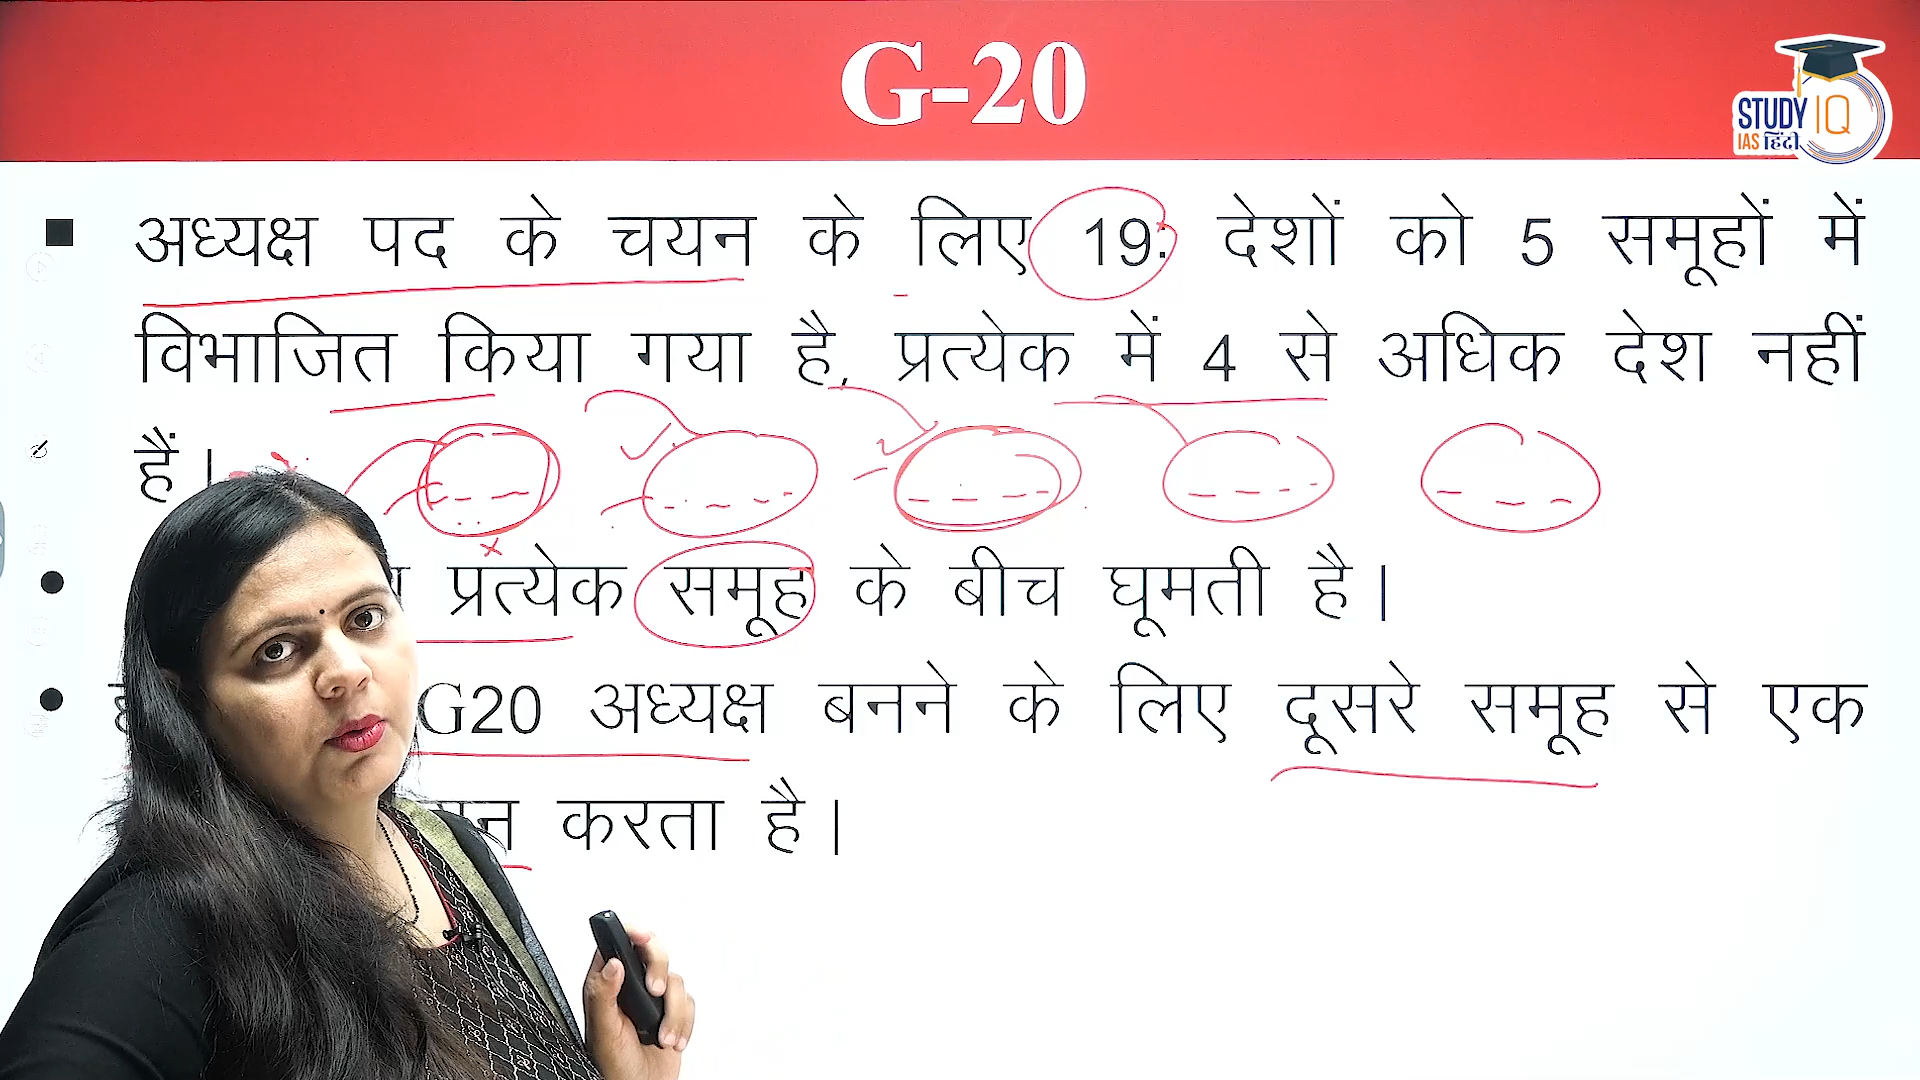 G-20
STUDY IQ
IAS हिंदी
अध्यक्ष पद के चयन के लिए 19: देशों को 5 समूहों में
विभाजित किया गया है, प्रत्येक में 4 से अधिक देश नहीं
हैं।
प्रत्येक समूह के बीच घूमती है।
G20 अध्यक्ष बनने के लिए दूसरे समूह से एक
करता है।